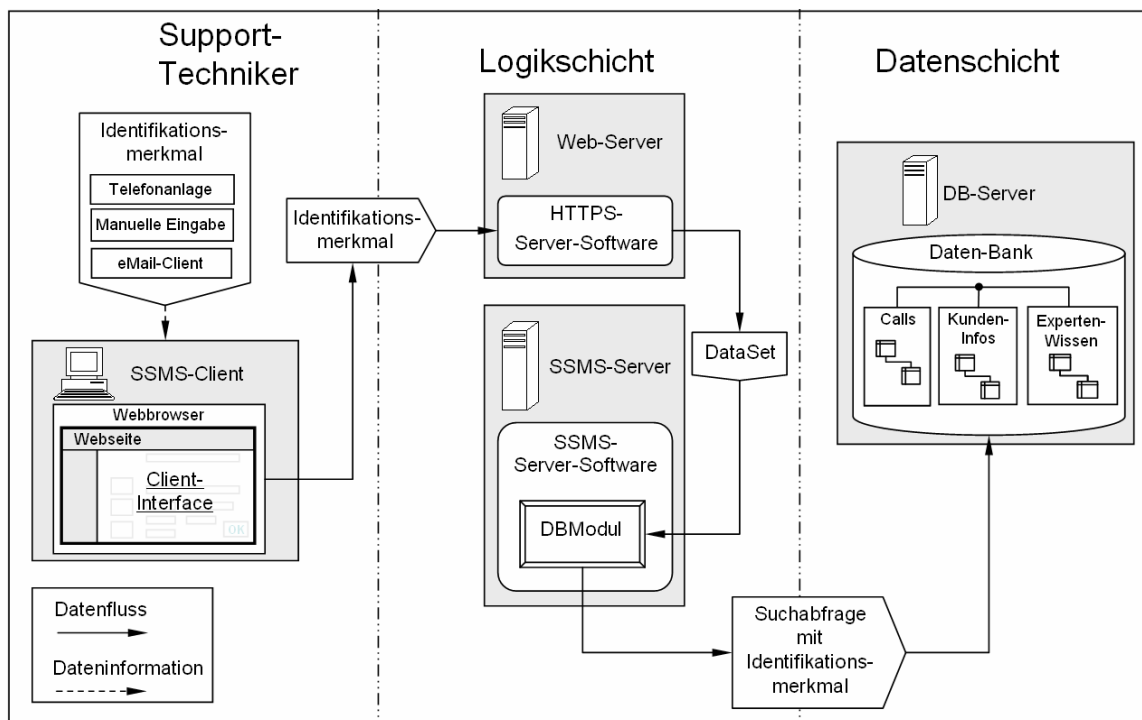 Support-
Techniker
Identifikations-
merkmal
Telefonanlage
Manuelle Eingabe
eMail-Client
SSMS-Client
Webbrowser
Webseite
Client-
Interface
OK
Datenfluss
Dateninformation
Identifikations-
merkmal
Logikschicht
Web-Server
HTTPS-
Server-Software
DataSet
SSMS-Server
SSMS-
Server-Software
DBModul
Suchabfrage
mit
Identifikations-
merkmal
Datenschicht
DB-Server
Daten-Bank
Calls
Kunden-
Infos
Experten-
Wissen